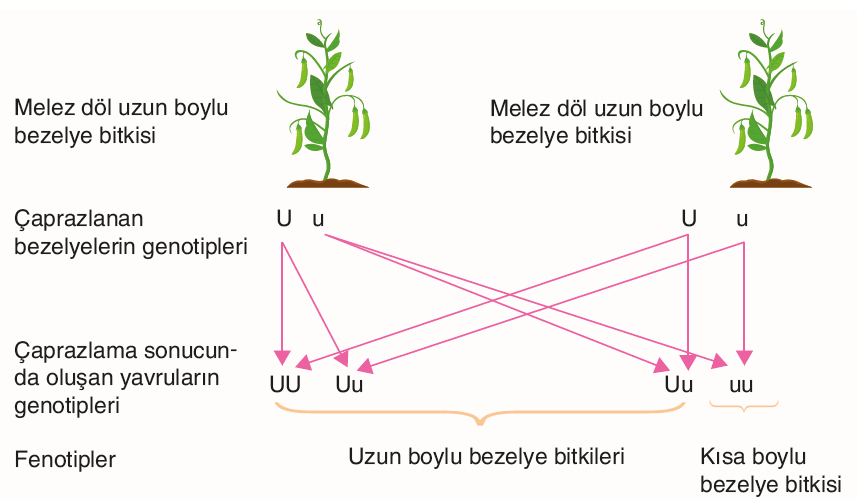 Melez döl uzun boylu
bezelye bitkisi
Melez döl uzun boylu
bezelye bitkisi
Çaprazlanan
bezelyelerin genotipleri
U u
U u
Çaprazlama sonucun-
da oluşan yavruların
genotipleri
UU Uu
Uu uu
Fenotipler
Uzun boylu bezelye bitkileri
Kısa boylu
bezelye bitkisi